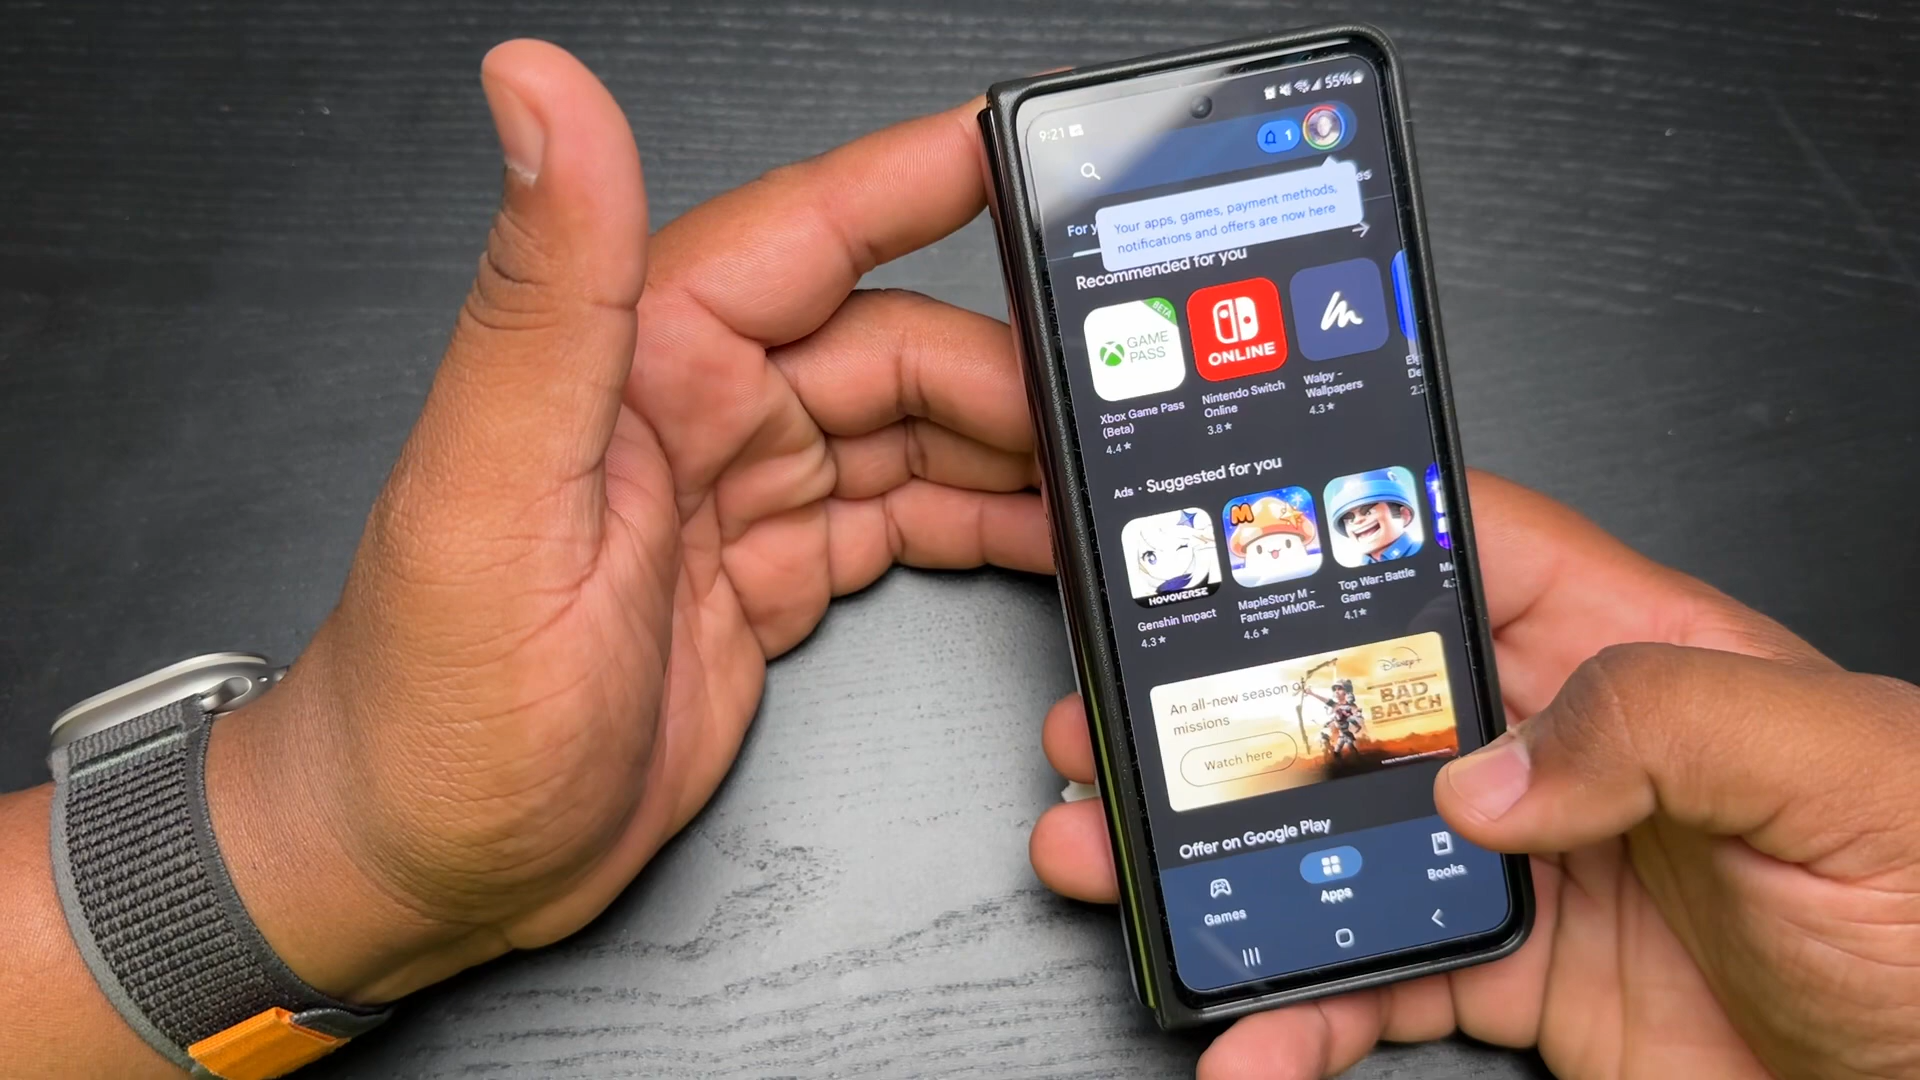 55%
9:21
1
Your apps, games, payment methods,
notifications and offers are now here
For y
es
Recommended for you
BETA
GAME
PASS
ONLINE
Xbox Game Pass
(Beta)
4.4★
Nintendo Switch
Online
3.8★
Walpy -
Wallpapers
4.3★
De
Ads · Suggested for you
M
HOYOVERSE
Genshin Impact
4.3★
MapleStory M -
Fantasy MMOR...
4.6★
Top War: Battle
Game
4.1★
An all-new season of
missions
Watch here
Disney+
BAD
BATCH
Offer on Google Play
Games
Apps
Books